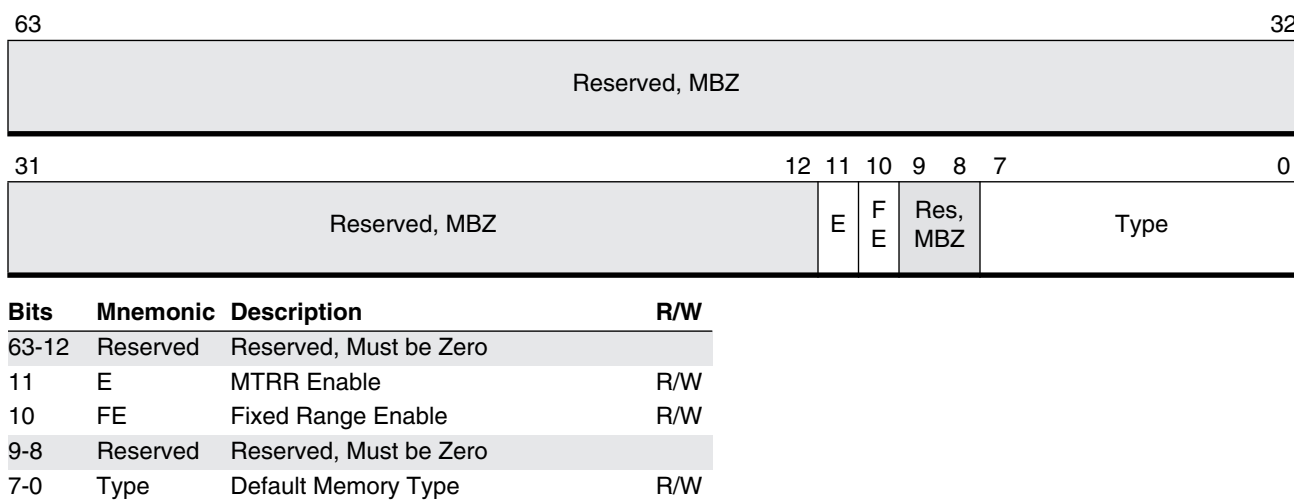 63 32
Reserved, MBZ
31 12 11 10 9 8 7 0
Reserved, MBZ E F E Res, MBZ Type
Bits Mnemonic Description R/W
63-12 Reserved Reserved, Must be Zero
11 E MTRR Enable R/W
10 FE Fixed Range Enable R/W
9-8 Reserved Reserved, Must be Zero
7-0 Type Default Memory Type R/W